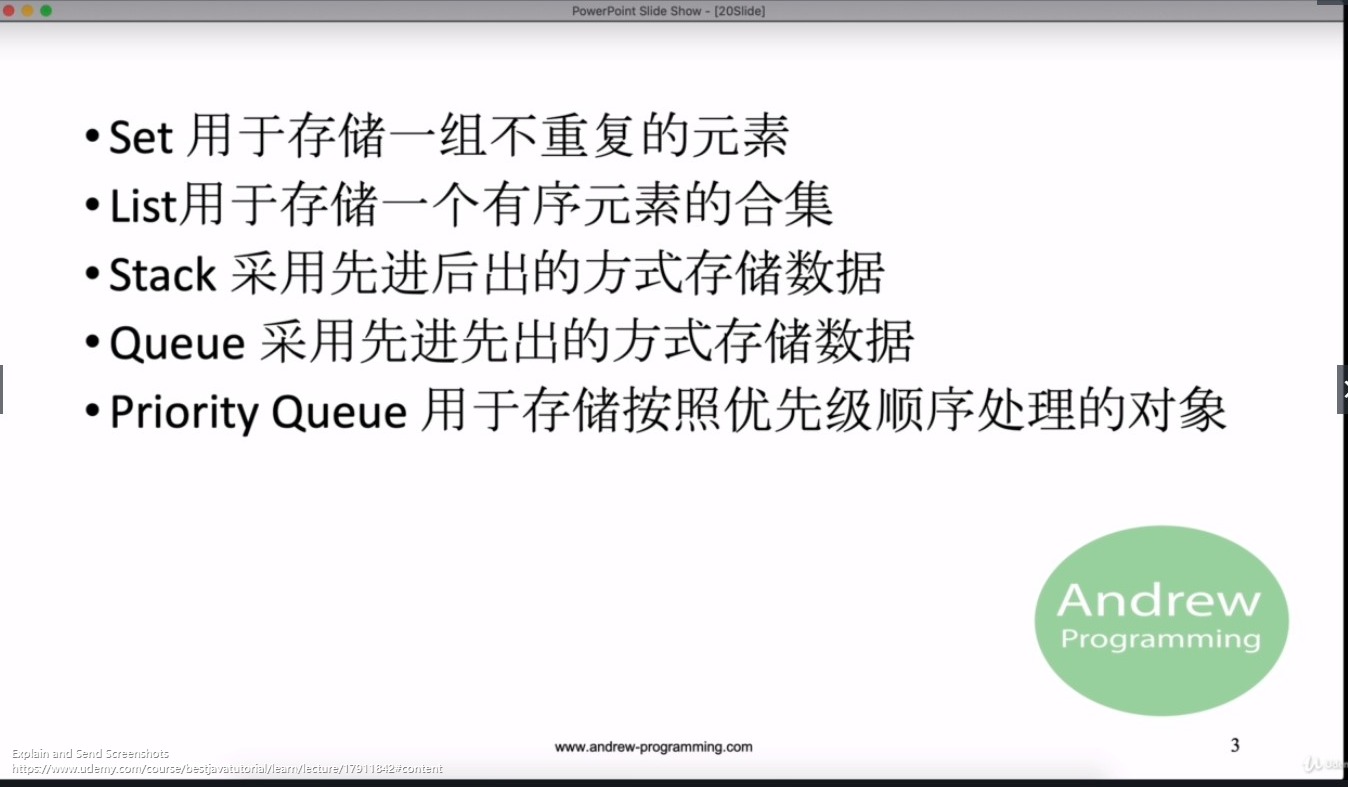 PowerPoint Slide Show - [20Slide]
• Set 用于存储一组不重复的元素
• List用于存储一个有序元素的合集
• Stack 采用先进后出的方式存储数据
• Queue 采用先进先出的方式存储数据
• Priority Queue 用于存储按照优先级顺序处理的对象
Andrew
Programming
www.andrew-programming.com
3
Explain and Send Screenshots
https://www.udemy.com/course/bestjavatutorial/learn/lecture/17911842#content